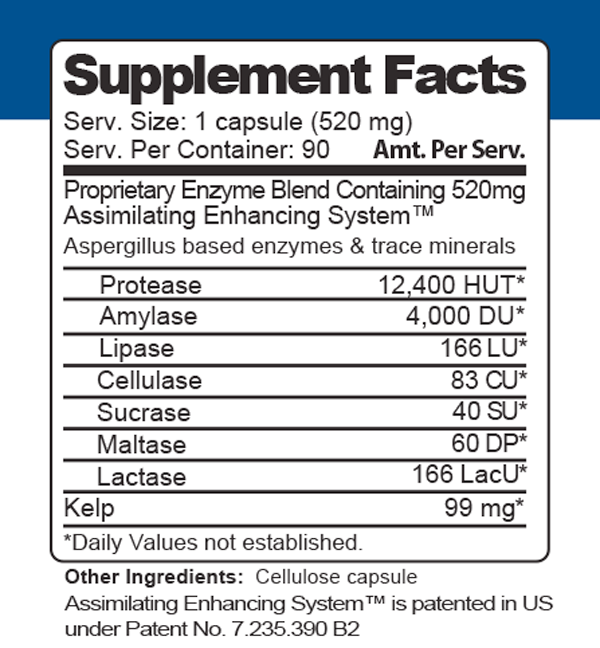 Supplement Facts
Serv. Size: 1 capsule (520 mg)
Serv. Per Container: 90 Amt. Per Serv.
Proprietary Enzyme Blend Containing 520mg
Assimilating Enhancing System™
Aspergillus based enzymes & trace minerals
Protease 12,400 HUT*
Amylase 4,000 DU*
Lipase 166 LU*
Cellulase 83 CU*
Sucrase 40 SU*
Maltase 60 DP*
Lactase 166 LacU*
Kelp 99 mg*
*Daily Values not established.
Other Ingredients: Cellulose capsule
Assimilating Enhancing System™ is patented in US
under Patent No. 7.235.390 B2